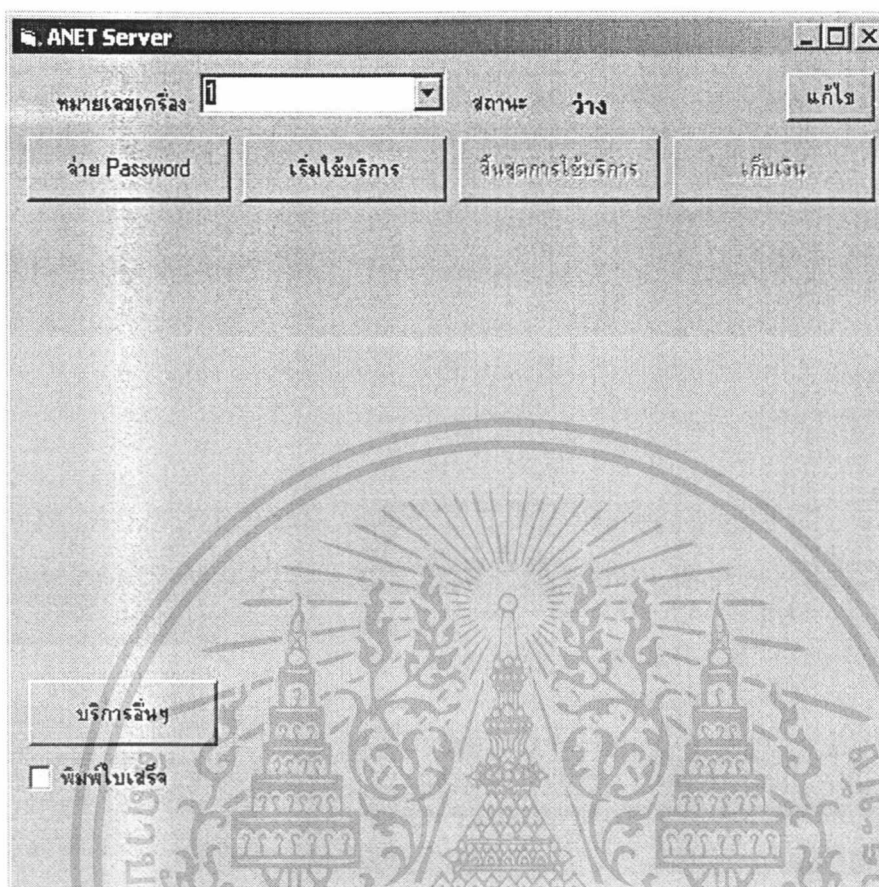 ANET Server
หมายเลขเครื่อง 1 สถานะ ว่าง แก้ไข
จ่าย Password เริ่มใช้บริการ สิ้นสุดการใช้บริการ เก็บเงิน
บริการอื่นๆ
พิมพ์ใบเสร็จ